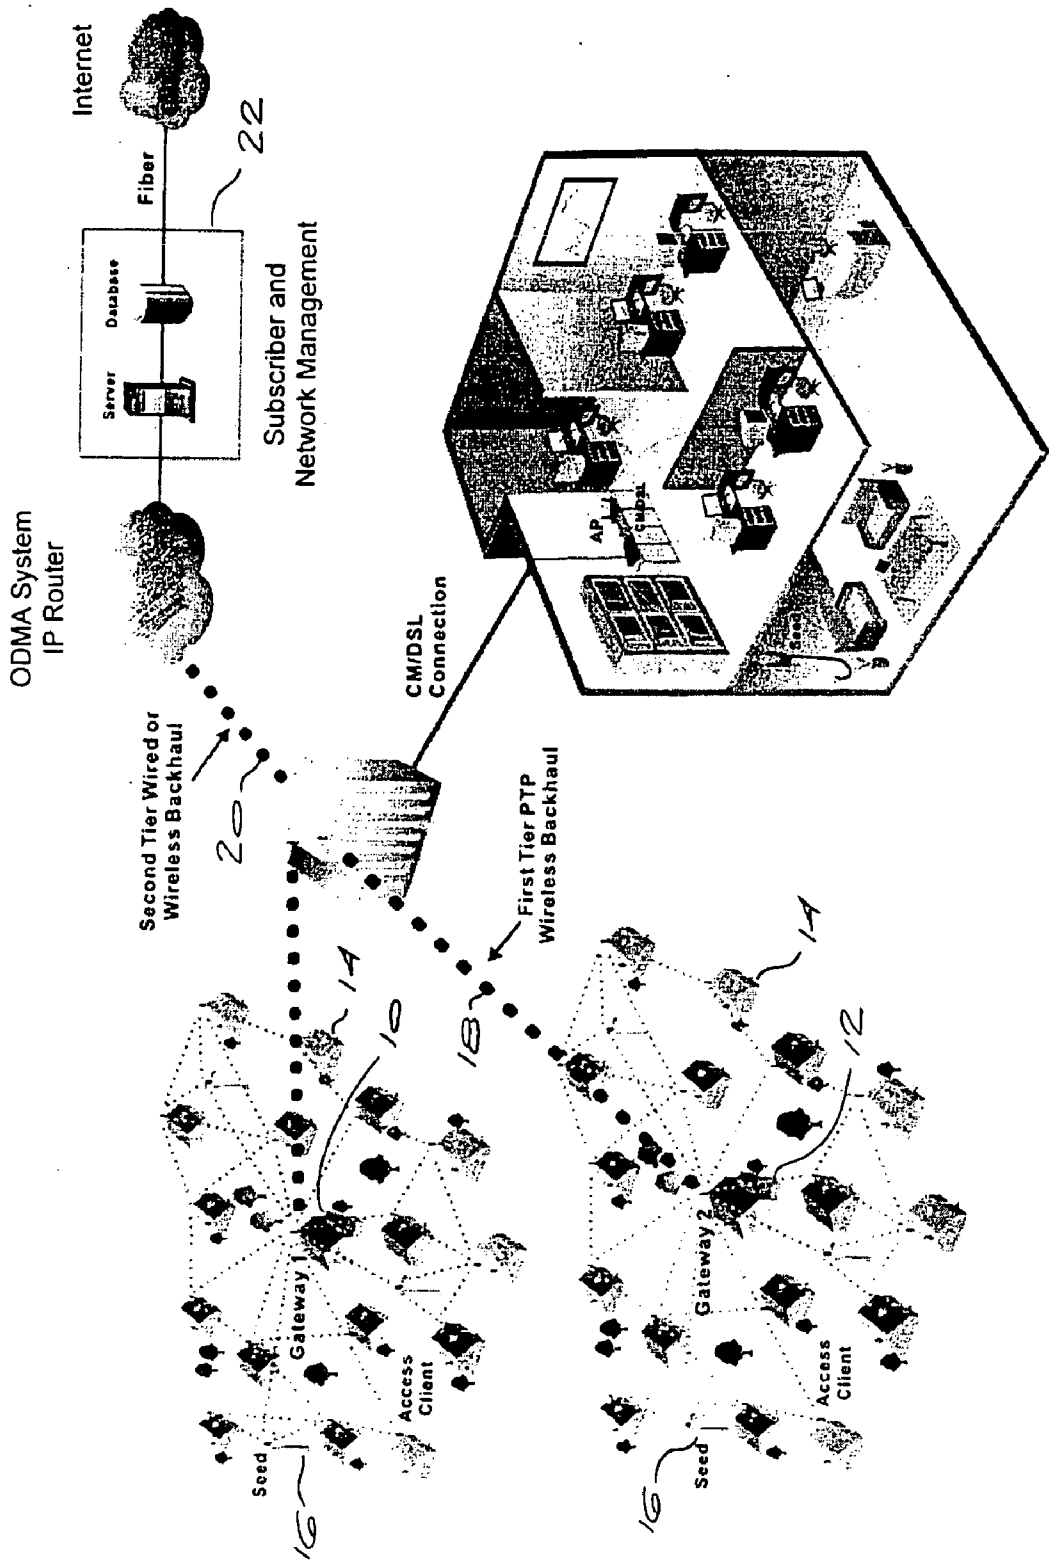 Internet
Fiber
22
Database
Server
Subscriber and
Network Management
ODMA System
IP Router
Second Tier Wired or
Wireless Backhaul
20
CM/DSL
Connection
AP
CM/DSL
Seed
First Tier PTP
Wireless Backhaul
18
14
10
Gateway 1
Access
Client
Seed
16
14
12
Gateway 2
Access
Client
Seed
16